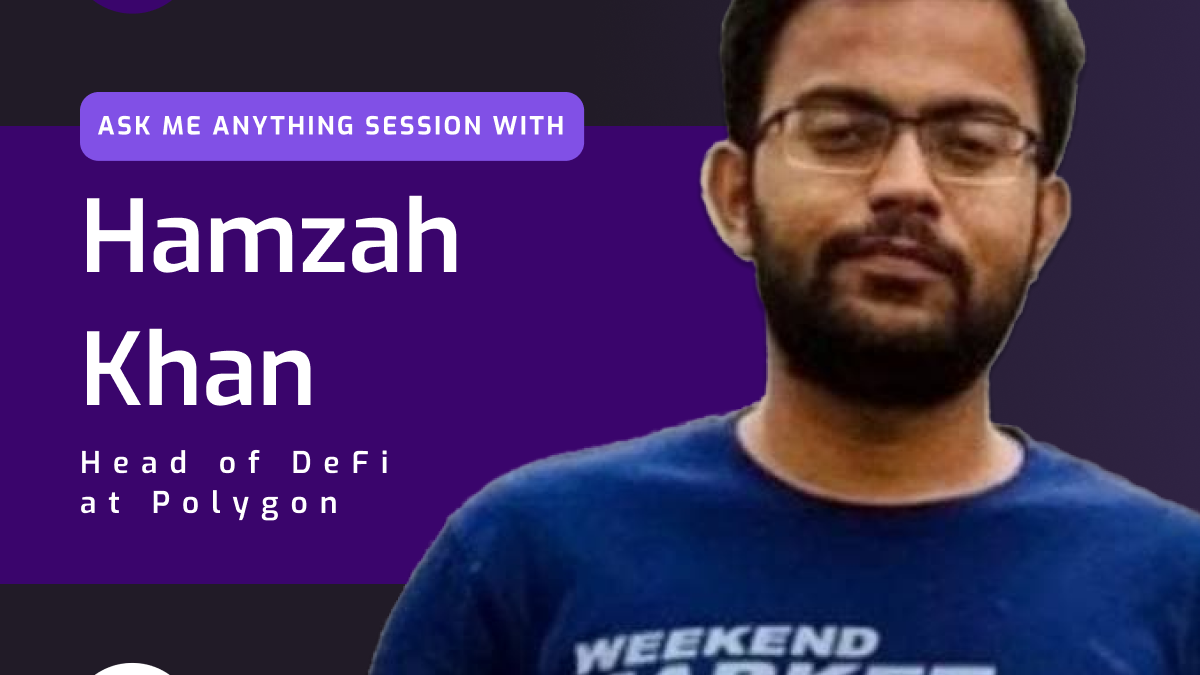 ASK ME ANYTHING SESSION WITH
Hamzah
Khan
Head of DeFi
at Polygon
WEEKEND